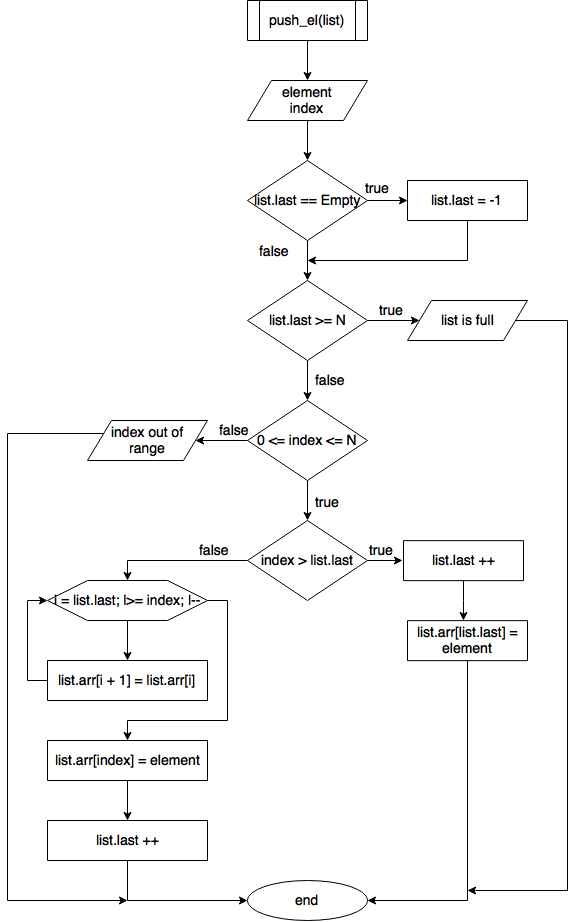 push_el(list)
element
index
list.last == Empty
true
list.last = -1
false
list.last >= N
true
list is full
false
index out of
range
false
0 <= index <= N
true
false
index > list.last
true
list.last ++
I = list.last; I>= index; I--
list.arr[list.last] =
element
list.arr[i + 1] = list.arr[i]
list.arr[index] = element
list.last ++
end